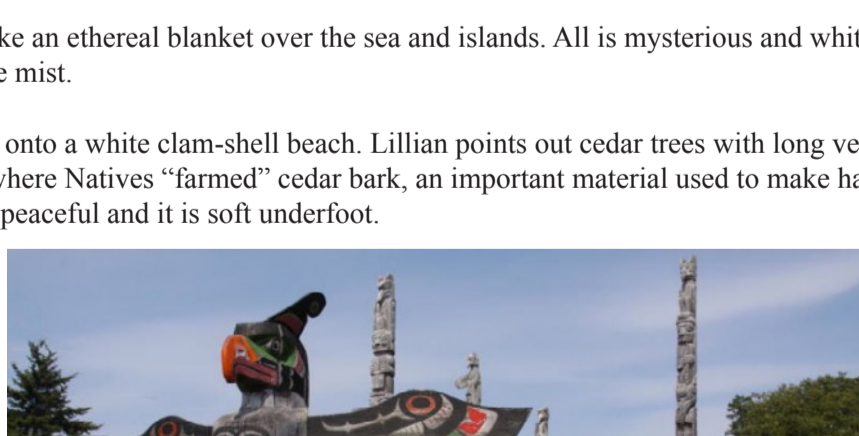 ke an ethereal blanket over the sea and islands. All is mysterious and whit
e mist.
onto a white clam-shell beach. Lillian points out cedar trees with long ve
here Natives “farmed” cedar bark, an important material used to make ha
peaceful and it is soft underfoot.